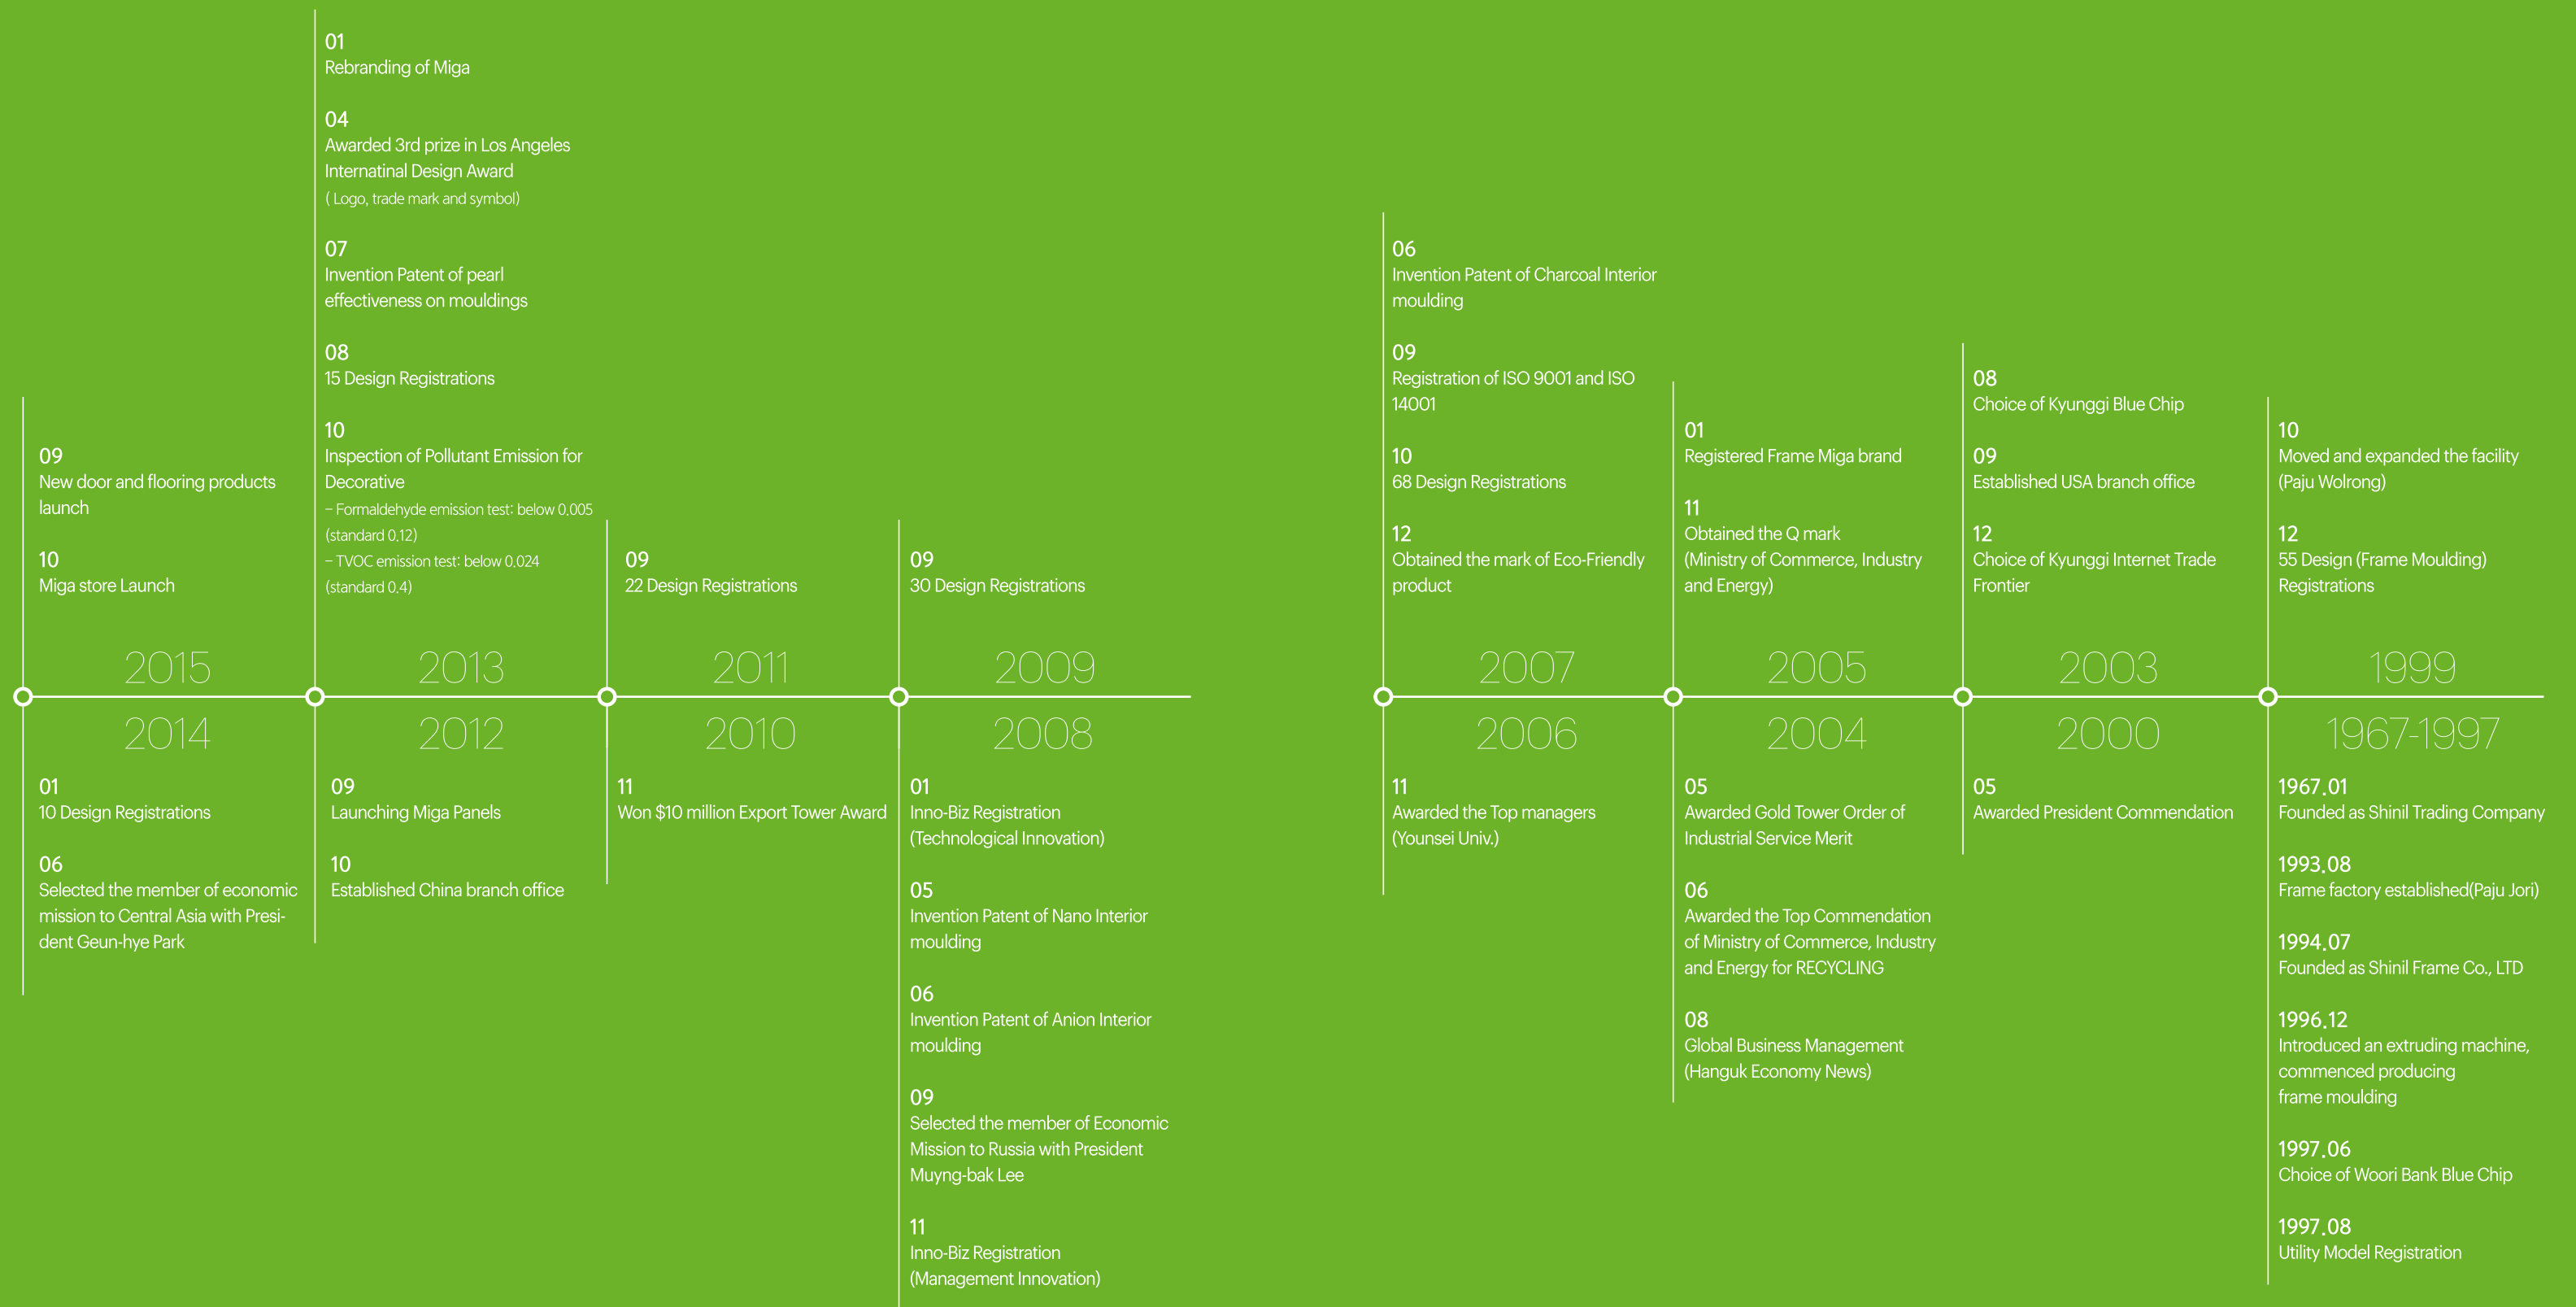 09
New door and flooring products
launch
10
Miga store Launch
2015
2014
01
10 Design Registrations
06
Selected the member of economic
mission to Central Asia with Presi-
dent Geun-hye Park
01
Rebranding of Miga
04
Awarded 3rd prize in Los Angeles
Internatinal Design Award
( Logo, trade mark and symbol)
07
Invention Patent of pearl
effectiveness on mouldings
08
15 Design Registrations
10
Inspection of Pollutant Emission for
Decorative
– Formaldehyde emission test: below 0.005
(standard 0.12)
– TVOC emission test: below 0.024
(standard 0.4)
2013
2012
09
Launching Miga Panels
10
Established China branch office
09
22 Design Registrations
2011
2010
11
Won $10 million Export Tower Award
09
30 Design Registrations
2009
2008
01
Inno-Biz Registration
(Technological Innovation)
05
Invention Patent of Nano Interior
moulding
06
Invention Patent of Anion Interior
moulding
09
Selected the member of Economic
Mission to Russia with President
Muyng-bak Lee
11
Inno-Biz Registration
(Management Innovation)
06
Invention Patent of Charcoal Interior
moulding
09
Registration of ISO 9001 and ISO
14001
10
68 Design Registrations
12
Obtained the mark of Eco-Friendly
product
2007
2006
11
Awarded the Top managers
(Younsei Univ.)
01
Registered Frame Miga brand
11
Obtained the Q mark
(Ministry of Commerce, Industry
and Energy)
2005
2004
05
Awarded Gold Tower Order of
Industrial Service Merit
06
Awarded the Top Commendation
of Ministry of Commerce, Industry
and Energy for RECYCLING
08
Global Business Management
(Hanguk Economy News)
08
Choice of Kyunggi Blue Chip
09
Established USA branch office
12
Choice of Kyunggi Internet Trade
Frontier
2003
2000
05
Awarded President Commendation
10
Moved and expanded the facility
(Paju Wolrong)
12
55 Design (Frame Moulding)
Registrations
1999
1967-1997
1967.01
Founded as Shinil Trading Company
1993.08
Frame factory established(Paju Jori)
1994.07
Founded as Shinil Frame Co., LTD
1996.12
Introduced an extruding machine,
commenced producing
frame moulding
1997.06
Choice of Woori Bank Blue Chip
1997.08
Utility Model Registration